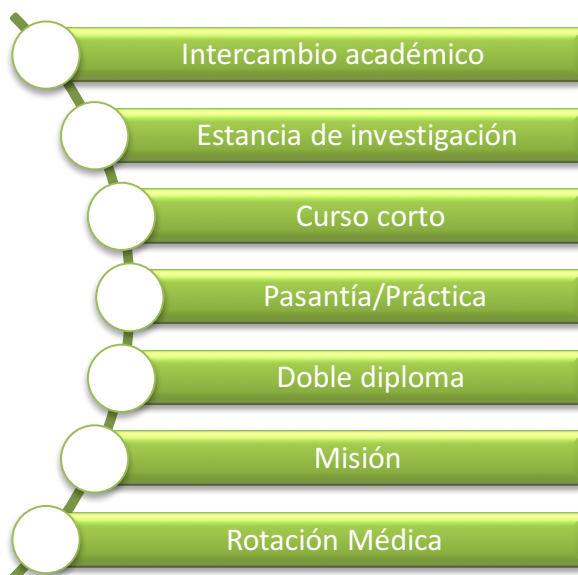 Intercambio académico
Estancia de investigación
Curso corto
Pasantía/Práctica
Doble diploma
Misión
Rotación Médica